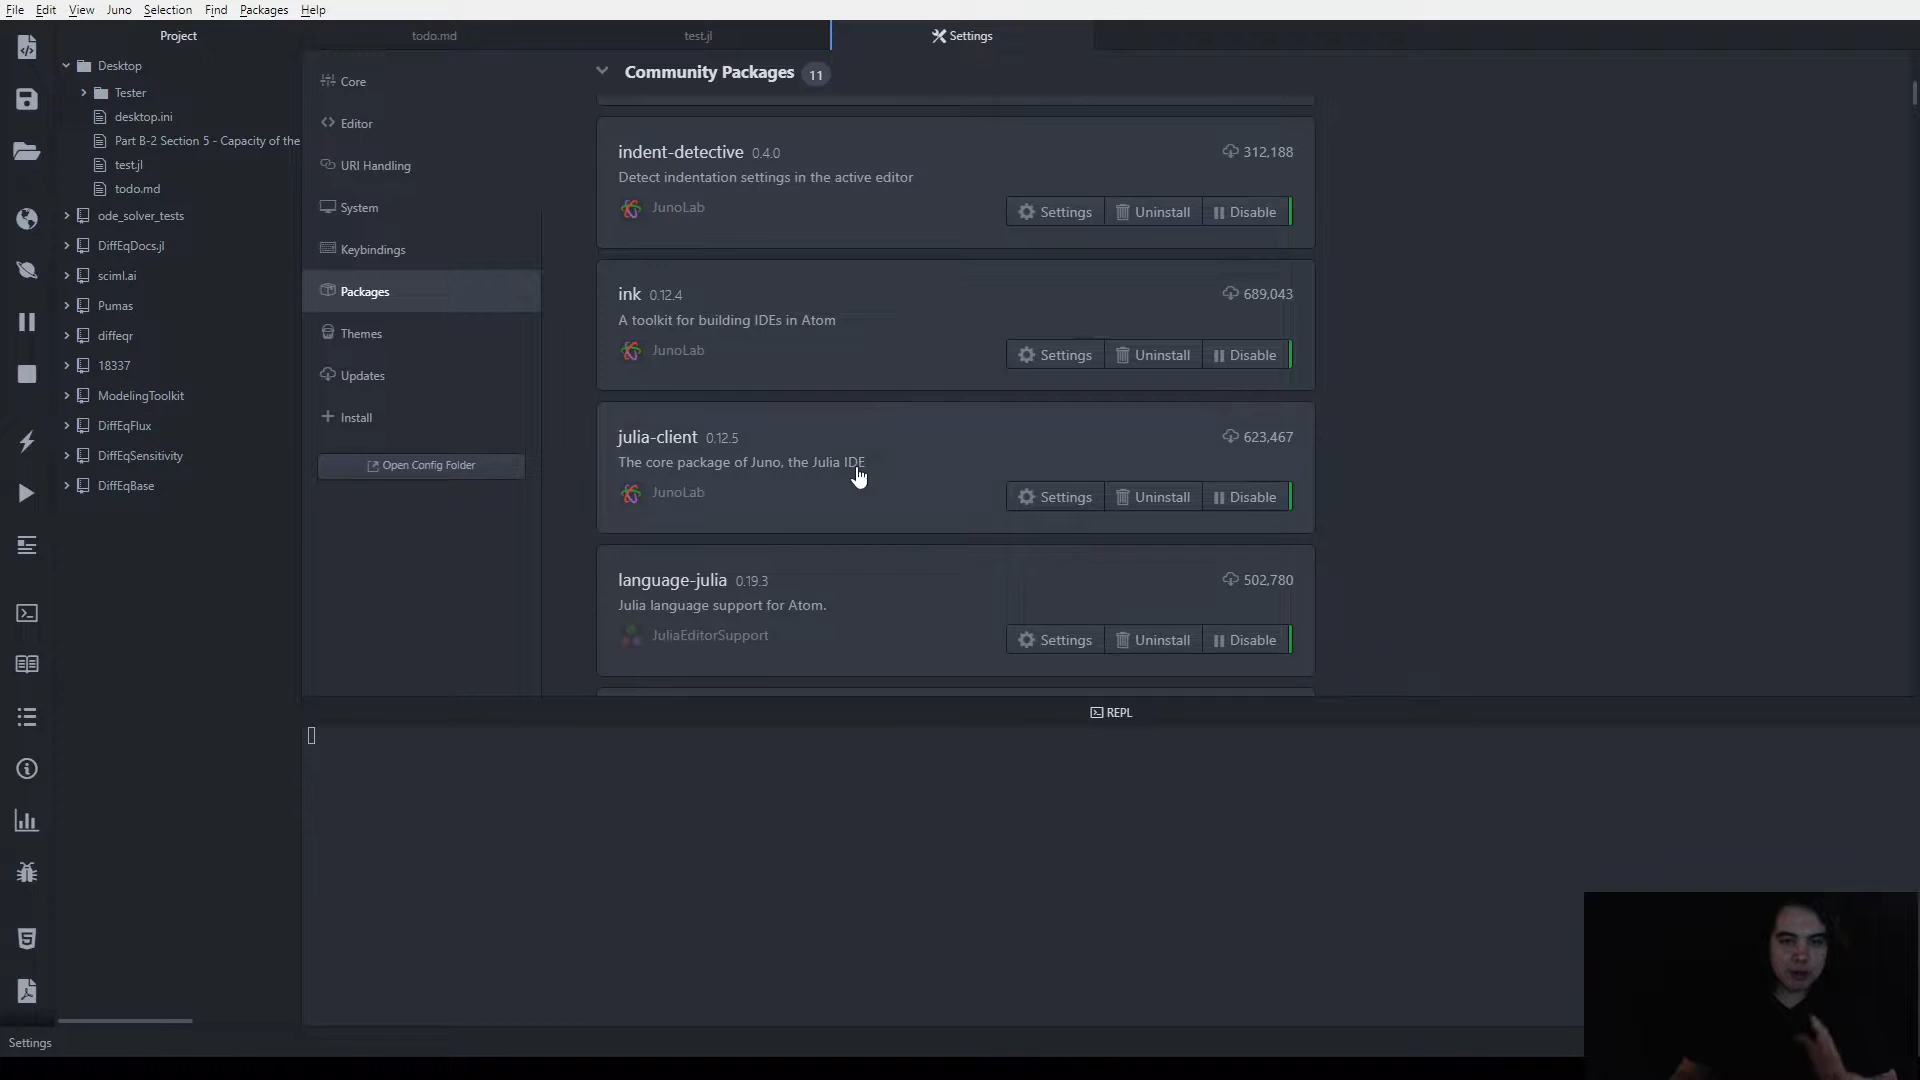 File Edit View Juno Selection Find Packages Help
Project
todo.md
test.jl
Settings
Desktop
Tester
desktop.ini
Part B-2 Section 5 - Capacity of the
test.jl
todo.md
ode_solver_tests
DiffEqDocs.jl
sciml.ai
Pumas
diffeqr
18337
ModelingToolkit
DiffEqFlux
DiffEqSensitivity
DiffEqBase
Core
Editor
URI Handling
System
Keybindings
Packages
Themes
Updates
Install
Open Config Folder
Community Packages 11
indent-detective 0.4.0 312,188
Detect indentation settings in the active editor
JunoLab
Settings Uninstall Disable
ink 0.12.4 689,043
A toolkit for building IDEs in Atom
JunoLab
Settings Uninstall Disable
julia-client 0.12.5 623,467
The core package of Juno, the Julia IDE
JunoLab
Settings Uninstall Disable
language-julia 0.19.3 502,780
Julia language support for Atom.
JuliaEditorSupport
Settings Uninstall Disable
REPL
Settings